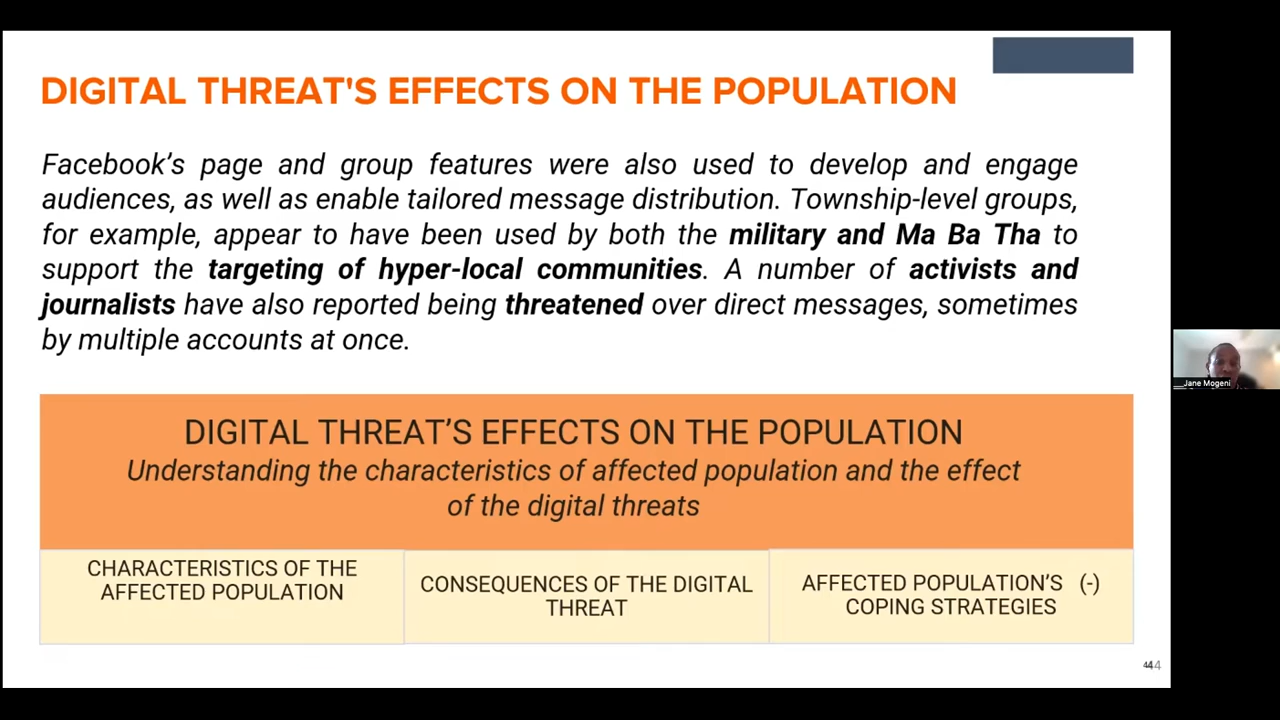 DIGITAL THREAT'S EFFECTS ON THE POPULATION
Facebook’s page and group features were also used to develop and engage
audiences, as well as enable tailored message distribution. Township-level groups,
for example, appear to have been used by both the military and Ma Ba Tha to
support the targeting of hyper-local communities. A number of activists and
journalists have also reported being threatened over direct messages, sometimes
by multiple accounts at once.
DIGITAL THREAT’S EFFECTS ON THE POPULATION
Understanding the characteristics of affected population and the effect
of the digital threats
CHARACTERISTICS OF THE
AFFECTED POPULATION
CONSEQUENCES OF THE DIGITAL
THREAT
AFFECTED POPULATION’S (-)
COPING STRATEGIES
Jane Mogeni
44